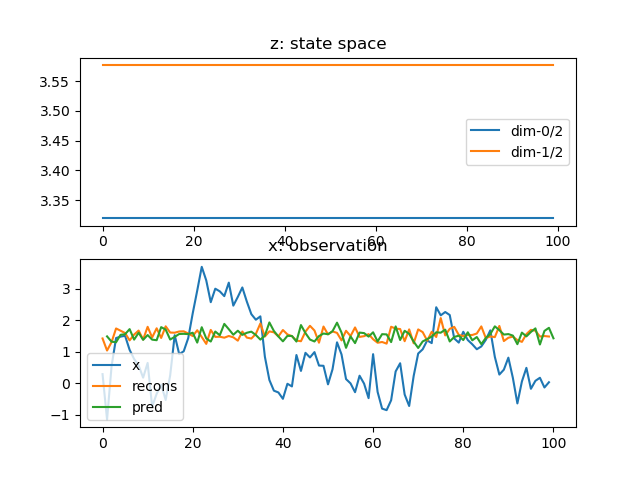 z: state space
3.55
3.50
3.45
3.40
3.35
dim-0/2
dim-1/2
0 20 40 60 80 100
x: observation
3
2
1
0
−1
x
recons
pred
0 20 40 60 80 100